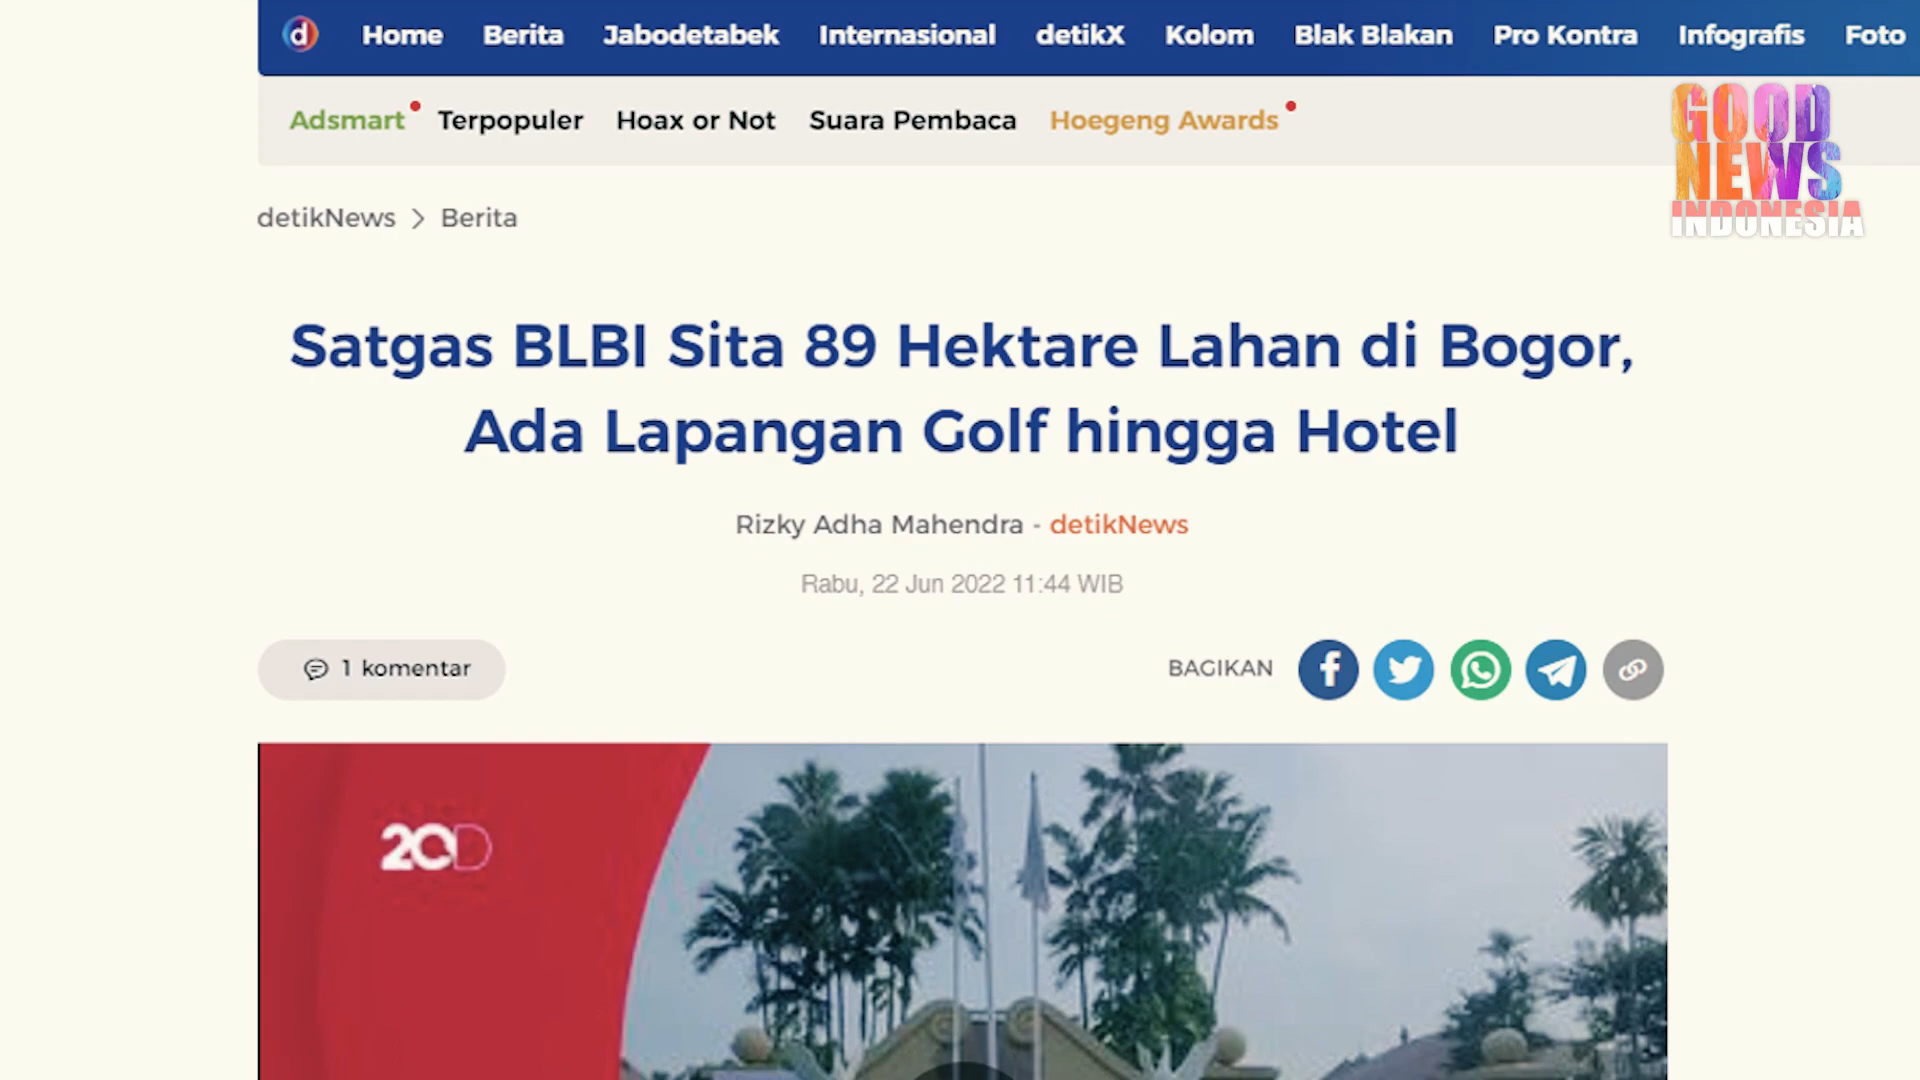 d Home Berita Jabodetabek Internasional detikX Kolom Blak Blakan Pro Kontra Infografis Foto
Adsmart Terpopuler Hoax or Not Suara Pembaca Hoegeng Awards
GOOD
NEWS
INDONESIA
detikNews > Berita
Satgas BLBI Sita 89 Hektare Lahan di Bogor,
Ada Lapangan Golf hingga Hotel
Rizky Adha Mahendra - detikNews
Rabu, 22 Jun 2022 11:44 WIB
1 komentar
BAGIKAN
20D